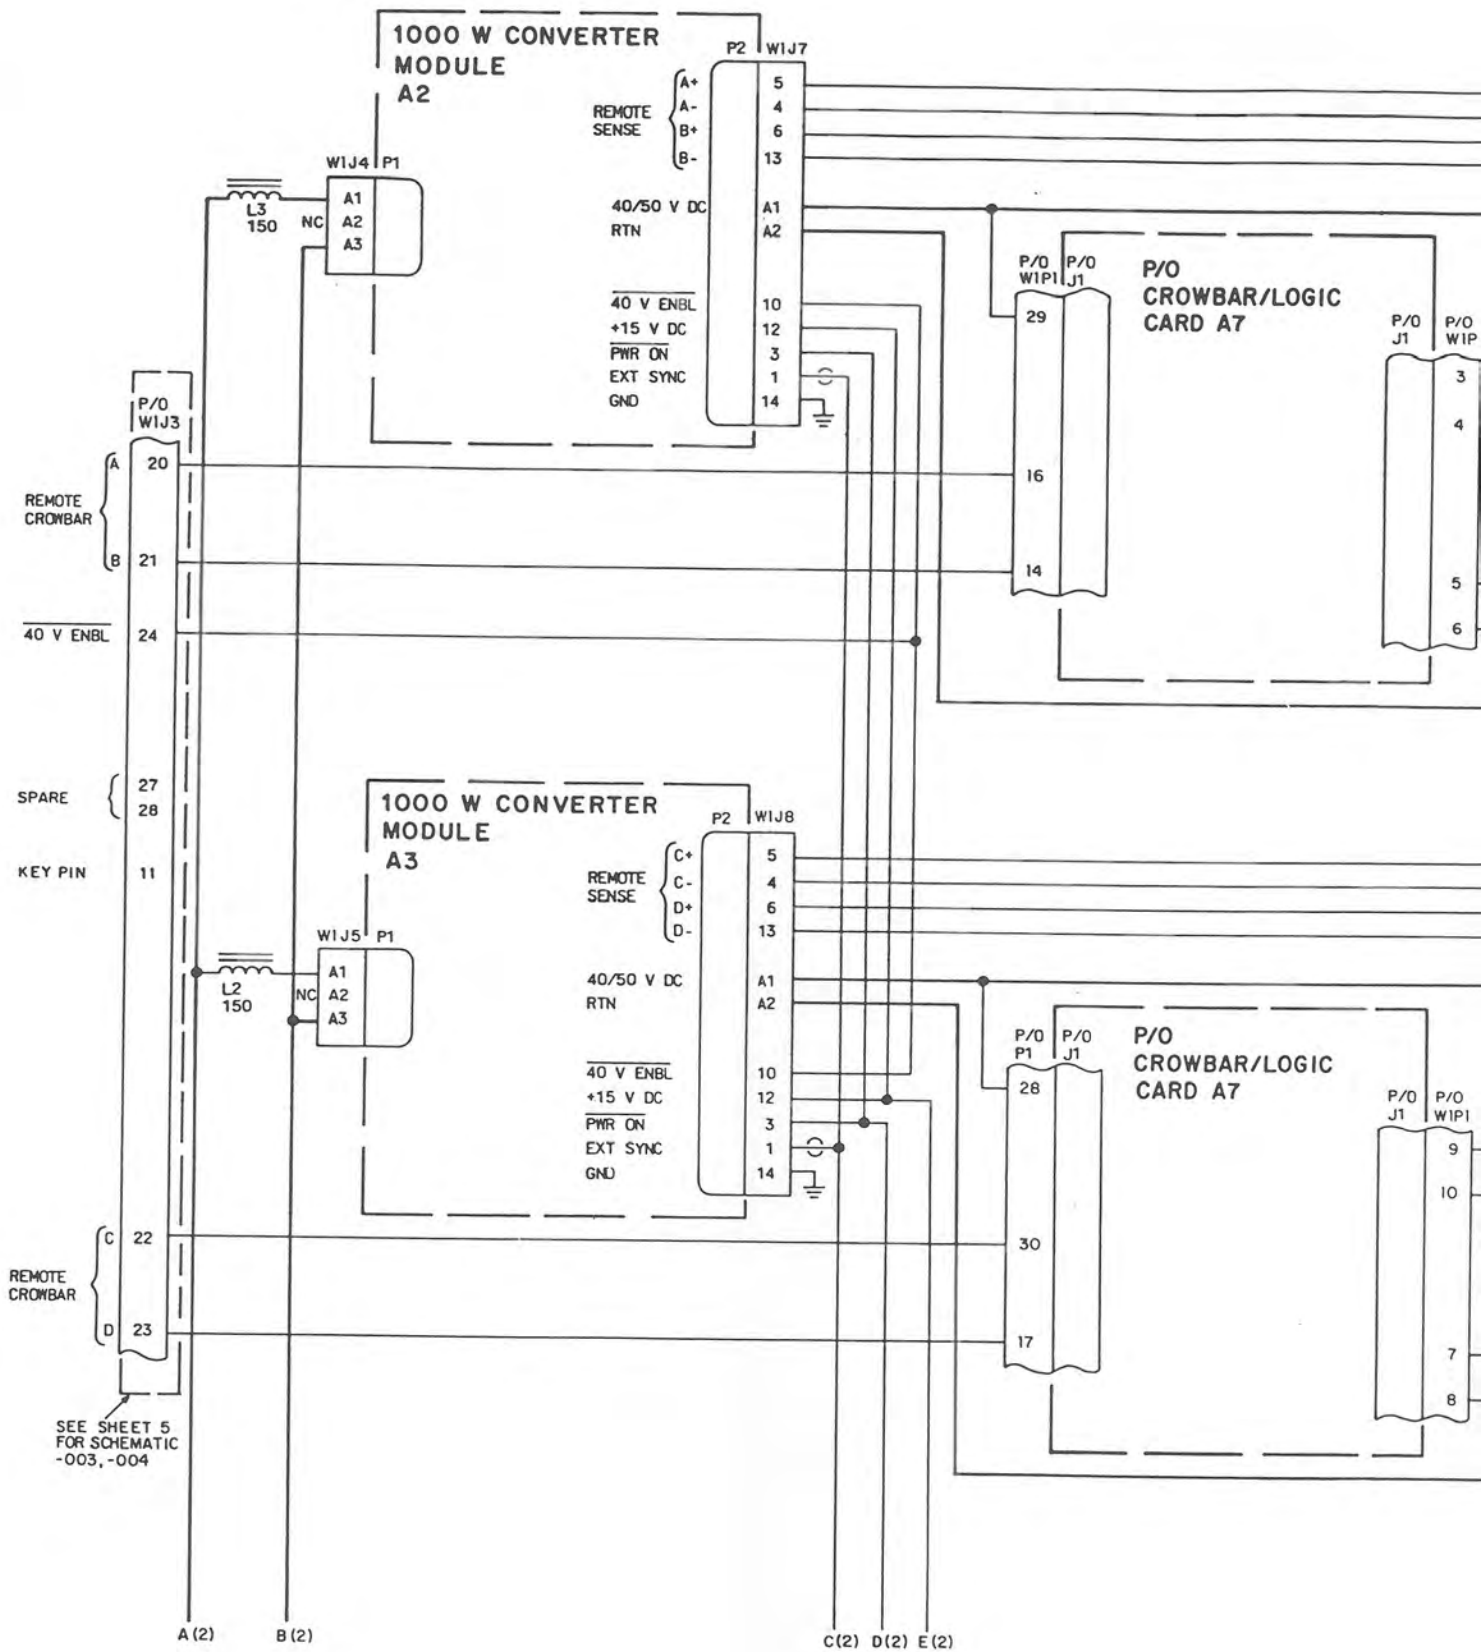 1000 W CONVERTER
MODULE
A2
P2 W1J7
REMOTE
SENSE
A+ 5
A- 4
B+ 6
B- 13
W1J4 P1
L3
150
A1
NC A2
A3
40/50 V DC A1
RTN A2
40 V ENBL 10
+15 V DC 12
PWR ON 3
EXT SYNC 1
GND 14
P/O
W1P1
P/O
J1
P/O
CROWBAR/LOGIC
CARD A7
29
16
14
P/O
J1
P/O
W1P
3
4
5
6
P/O
W1J3
REMOTE
CROWBAR
A 20
B 21
40 V ENBL 24
SPARE
27
28
KEY PIN 11
1000 W CONVERTER
MODULE
A3
P2 W1J8
REMOTE
SENSE
C+ 5
C- 4
D+ 6
D- 13
W1J5 P1
L2
150
A1
NC A2
A3
40/50 V DC A1
RTN A2
40 V ENBL 10
+15 V DC 12
PWR ON 3
EXT SYNC 1
GND 14
P/O
P1
P/O
J1
P/O
CROWBAR/LOGIC
CARD A7
28
30
17
P/O
J1
P/O
W1P1
9
10
7
8
REMOTE
CROWBAR
C 22
D 23
SEE SHEET 5
FOR SCHEMATIC
-003,-004
A(2) B(2) C(2) D(2) E(2)